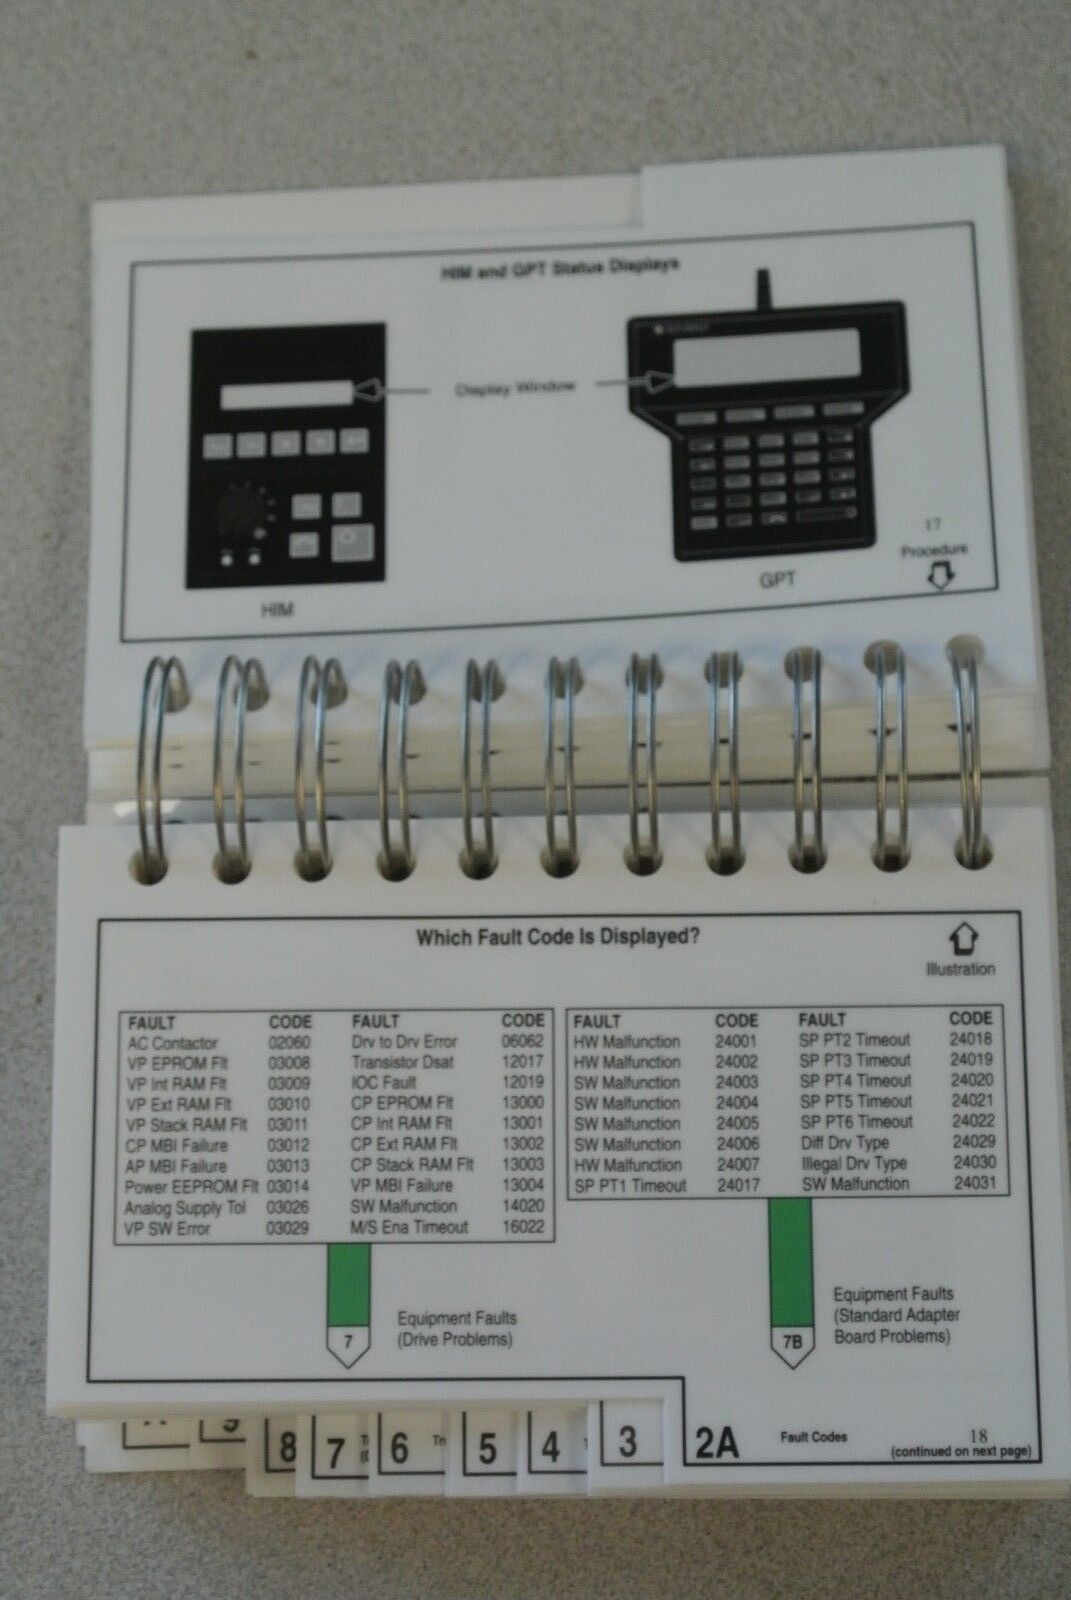 HIM and GPT Status Displays
Display Window
17
Procedure
HIM
GPT
Which Fault Code Is Displayed?
Illustration
FAULT CODE FAULT CODE
AC Contactor 02060 Drv to Drv Error 06062
VP EPROM Flt 03008 Transistor Dsat 12017
VP Int RAM Flt 03009 IOC Fault 12019
VP Ext RAM Flt 03010 CP EPROM Flt 13000
VP Stack RAM Flt 03011 CP Int RAM Flt 13001
CP MBI Failure 03012 CP Ext RAM Flt 13002
AP MBI Failure 03013 CP Stack RAM Flt 13003
Power EEPROM Flt 03014 VP MBI Failure 13004
Analog Supply Tol 03026 SW Malfunction 14020
VP SW Error 03029 M/S Ena Timeout 16022
FAULT CODE FAULT CODE
HW Malfunction 24001 SP PT2 Timeout 24018
HW Malfunction 24002 SP PT3 Timeout 24019
SW Malfunction 24003 SP PT4 Timeout 24020
SW Malfunction 24004 SP PT5 Timeout 24021
SW Malfunction 24005 SP PT6 Timeout 24022
SW Malfunction 24006 Diff Drv Type 24029
HW Malfunction 24007 Illegal Drv Type 24030
SP PT1 Timeout 24017 SW Malfunction 24031
7
Equipment Faults
(Drive Problems)
7B
Equipment Faults
(Standard Adapter
Board Problems)
9
8
7
6
5
4
3
2A
Fault Codes
18
(continued on next page)